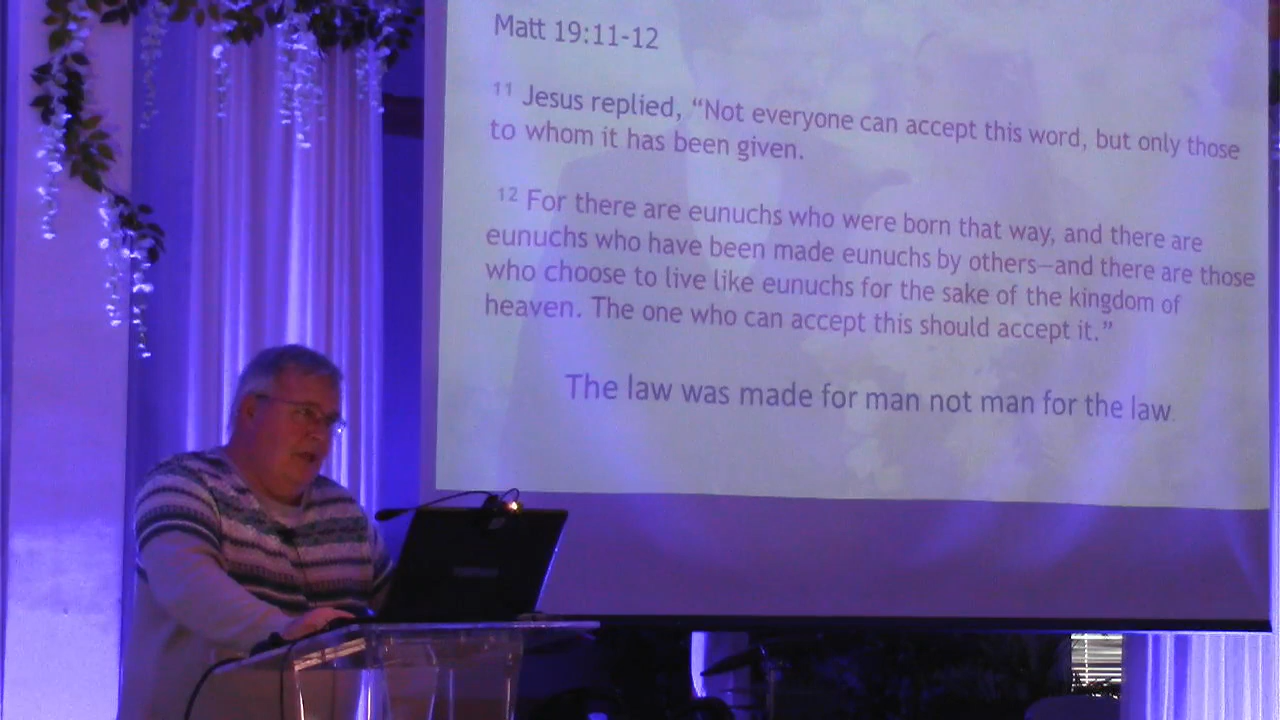 Matt 19:11-12
11 Jesus replied, “Not everyone can accept this word, but only those
to whom it has been given.
12 For there are eunuchs who were born that way, and there are
eunuchs who have been made eunuchs by others—and there are those
who choose to live like eunuchs for the sake of the kingdom of
heaven. The one who can accept this should accept it.”
The law was made for man not man for the law.